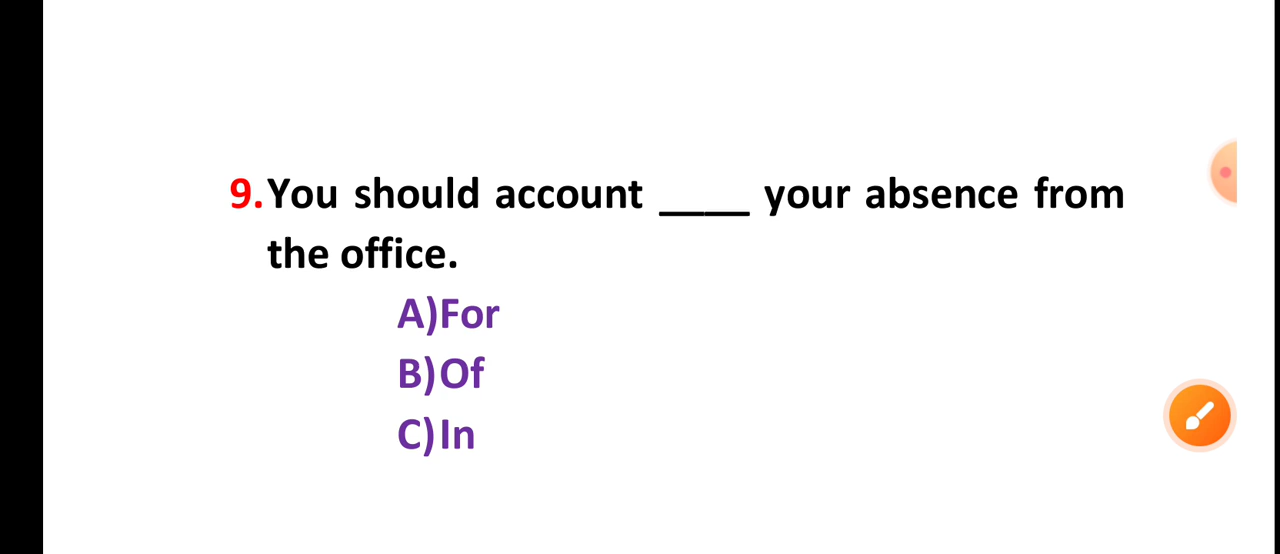 9.You should account ____ your absence from
the office.
A)For
B)Of
C)In